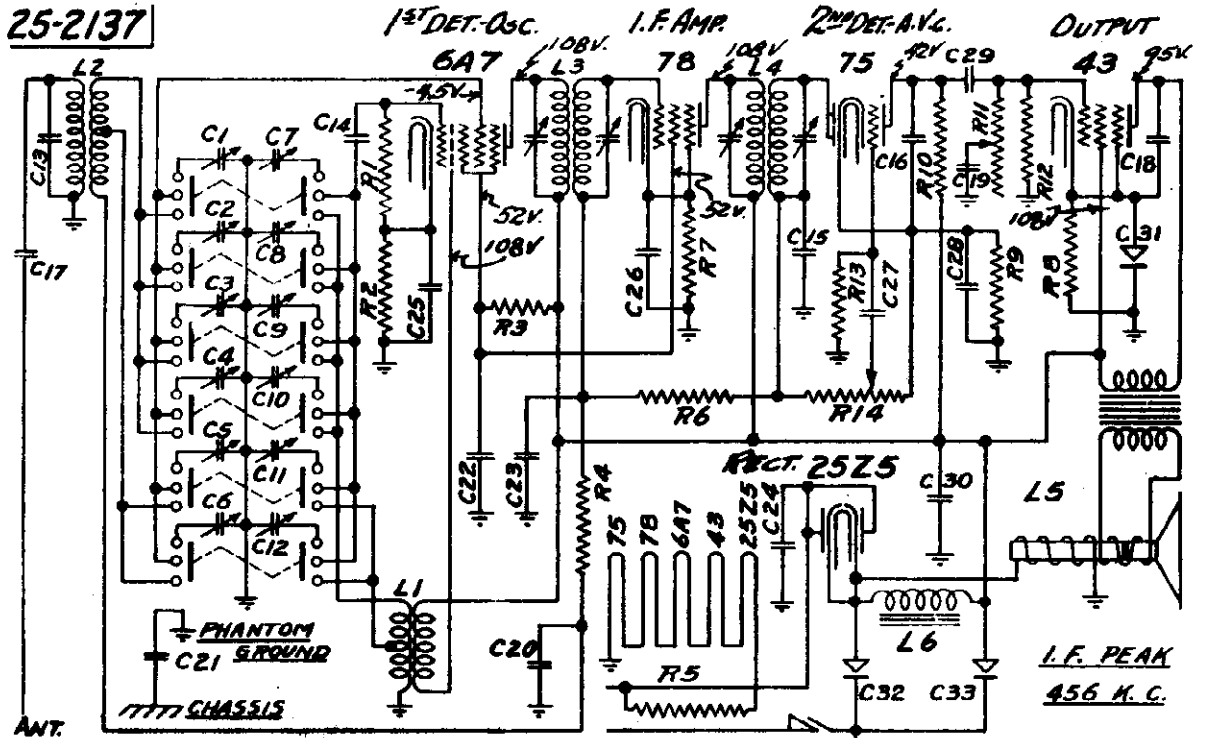 25-2137
1ST DET.-OSC.
I.F. AMP.
2ND DET-A.V.C.
OUTPUT
6A7
78
75
43
L2
108V.
L3
108V
L4
42V
C29
95V.
-45V
C13
C1
C7
C14
R1
C16
R10
R11
C19
R12
C18
C2
C8
52V.
52V.
108V
108V
C17
C3
C9
R2
C25
C26
R7
C15
R13
C27
C28
R9
R8
C31
R3
C4
C10
R6
R14
C5
C11
C22
C23
R4
RECT. 25Z5
C24
C30
L5
C6
C12
75
78
6A7
43
25Z5
L1
L6
PHANTOM
GROUND
C21
C20
R5
C32
C33
I.F. PEAK
456 K.C.
CHASSIS
ANT.